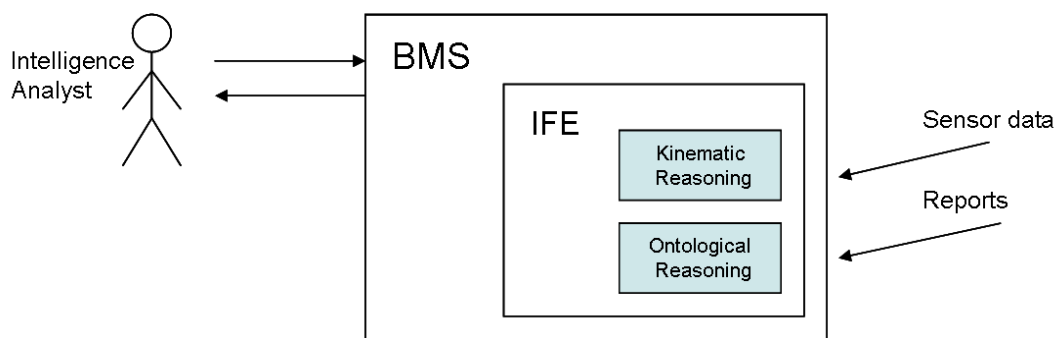 Intelligence
Analyst
BMS
IFE
Kinematic
Reasoning
Ontological
Reasoning
Sensor data
Reports